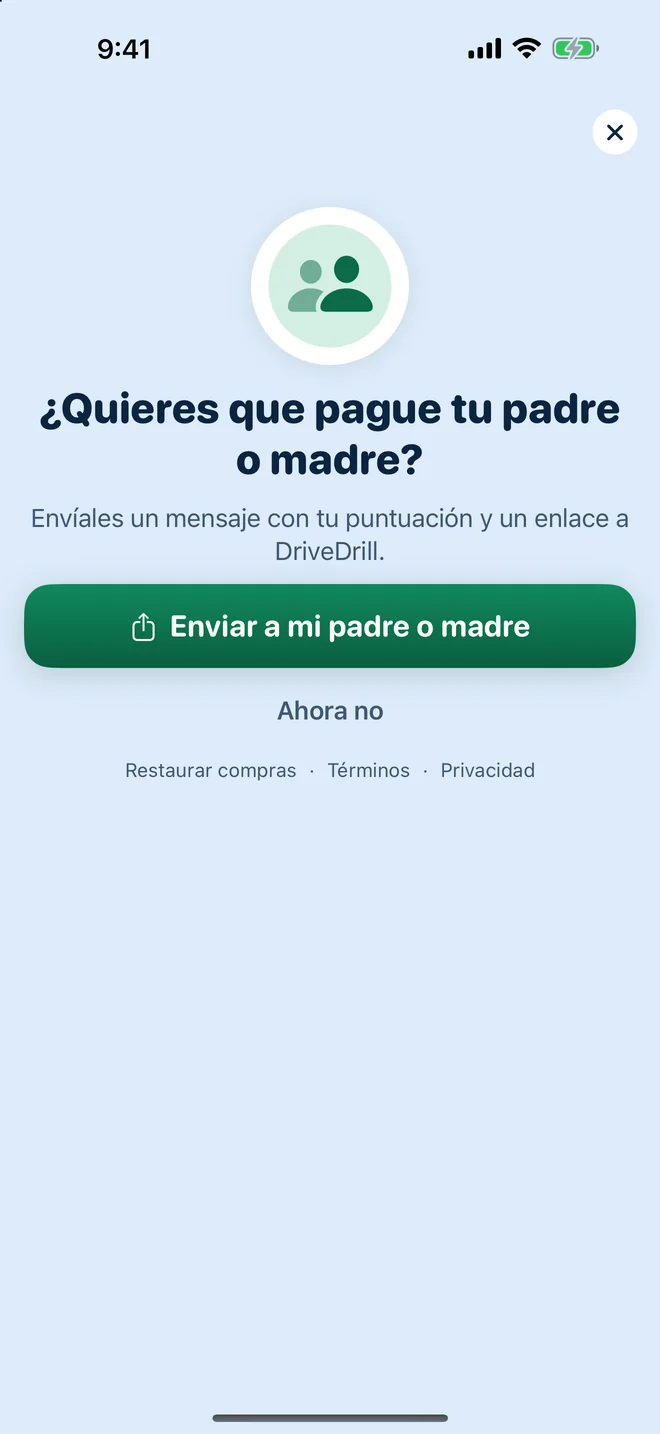 9:41
¿Quieres que pague tu padre
o madre?
Envíales un mensaje con tu puntuación y un enlace a
DriveDrill.
Enviar a mi padre o madre
Ahora no
Restaurar compras · Términos · Privacidad